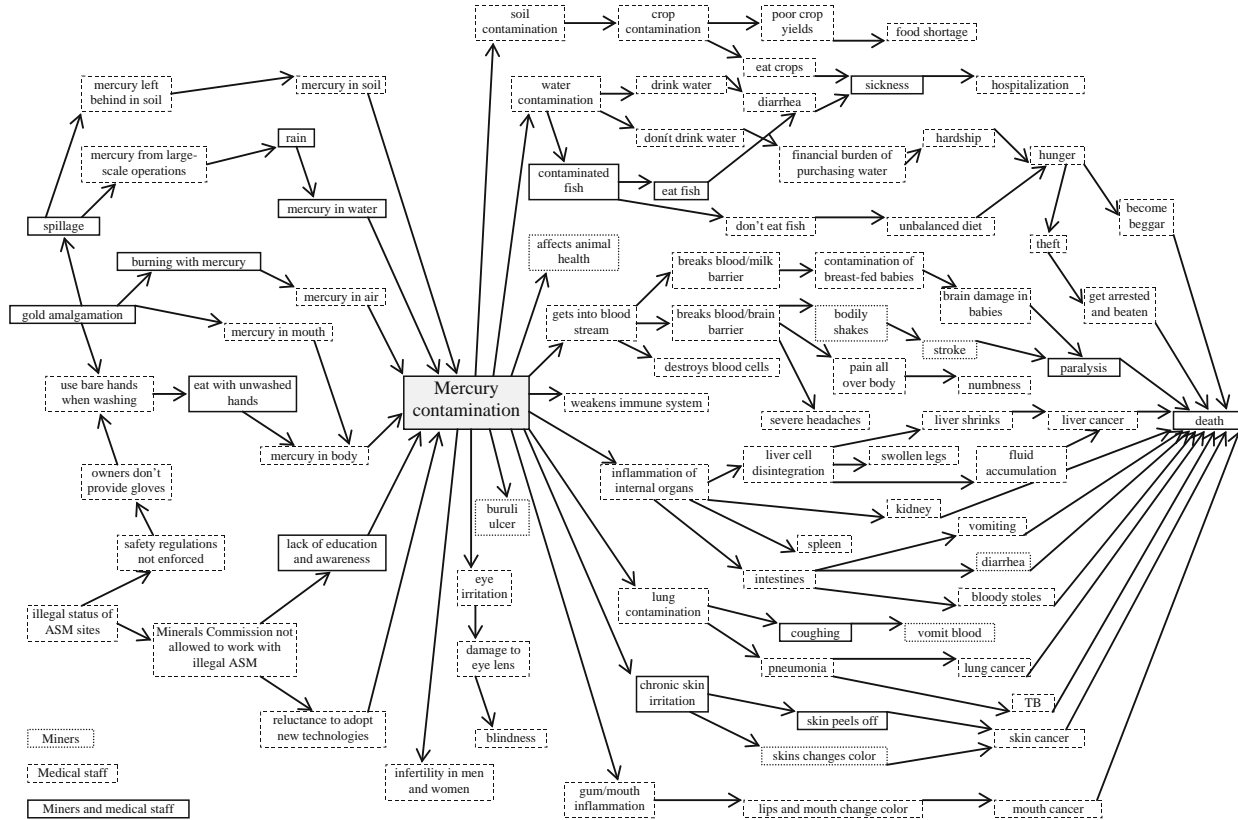 soil
contamination
crop
contamination
poor crop
yields
food shortage
mercury left
behind in soil
mercury in soil
water
contamination
drink water
eat crops
diarrhea
sickness
hospitalization
mercury from large-
scale operations
rain
donít drink water
financial burden of
purchasing water
hardship
hunger
contaminated
fish
eat fish
mercury in water
spillage
don’t eat fish
unbalanced diet
become
beggar
affects animal
health
theft
burning with mercury
breaks blood/milk
barrier
contamination of
breast-fed babies
mercury in air
brain damage in
babies
get arrested
and beaten
gold amalgamation
gets into blood
stream
breaks blood/brain
barrier
bodily
shakes
mercury in mouth
stroke
destroys blood cells
pain all
over body
paralysis
use bare hands
when washing
eat with unwashed
hands
Mercury
contamination
weakens immune system
numbness
severe headaches
liver shrinks
liver cancer
death
mercury in body
liver cell
disintegration
swollen legs
fluid
accumulation
owners don’t
provide gloves
inflammation of
internal organs
buruli
ulcer
kidney
vomiting
safety regulations
not enforced
lack of education
and awareness
spleen
diarrhea
intestines
eye
irritation
bloody stoles
illegal status of
ASM sites
lung
contamination
Minerals Commission not
allowed to work with
illegal ASM
coughing
vomit blood
damage to
eye lens
pneumonia
lung cancer
chronic skin
irritation
TB
reluctance to adopt
new technologies
skin peels off
blindness
skin cancer
Miners
skins changes color
Medical staff
infertility in men
and women
gum/mouth
inflammation
lips and mouth change color
mouth cancer
Miners and medical staff